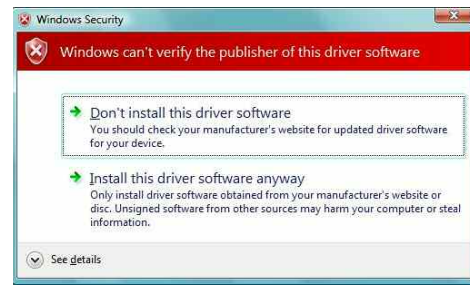 Windows Security
Windows can't verify the publisher of this driver software
Don't install this driver software
You should check your manufacturer's website for updated driver software
for your device.
Install this driver software anyway
Only install driver software obtained from your manufacturer's website or
disc. Unsigned software from other sources may harm your computer or steal
information.
See details